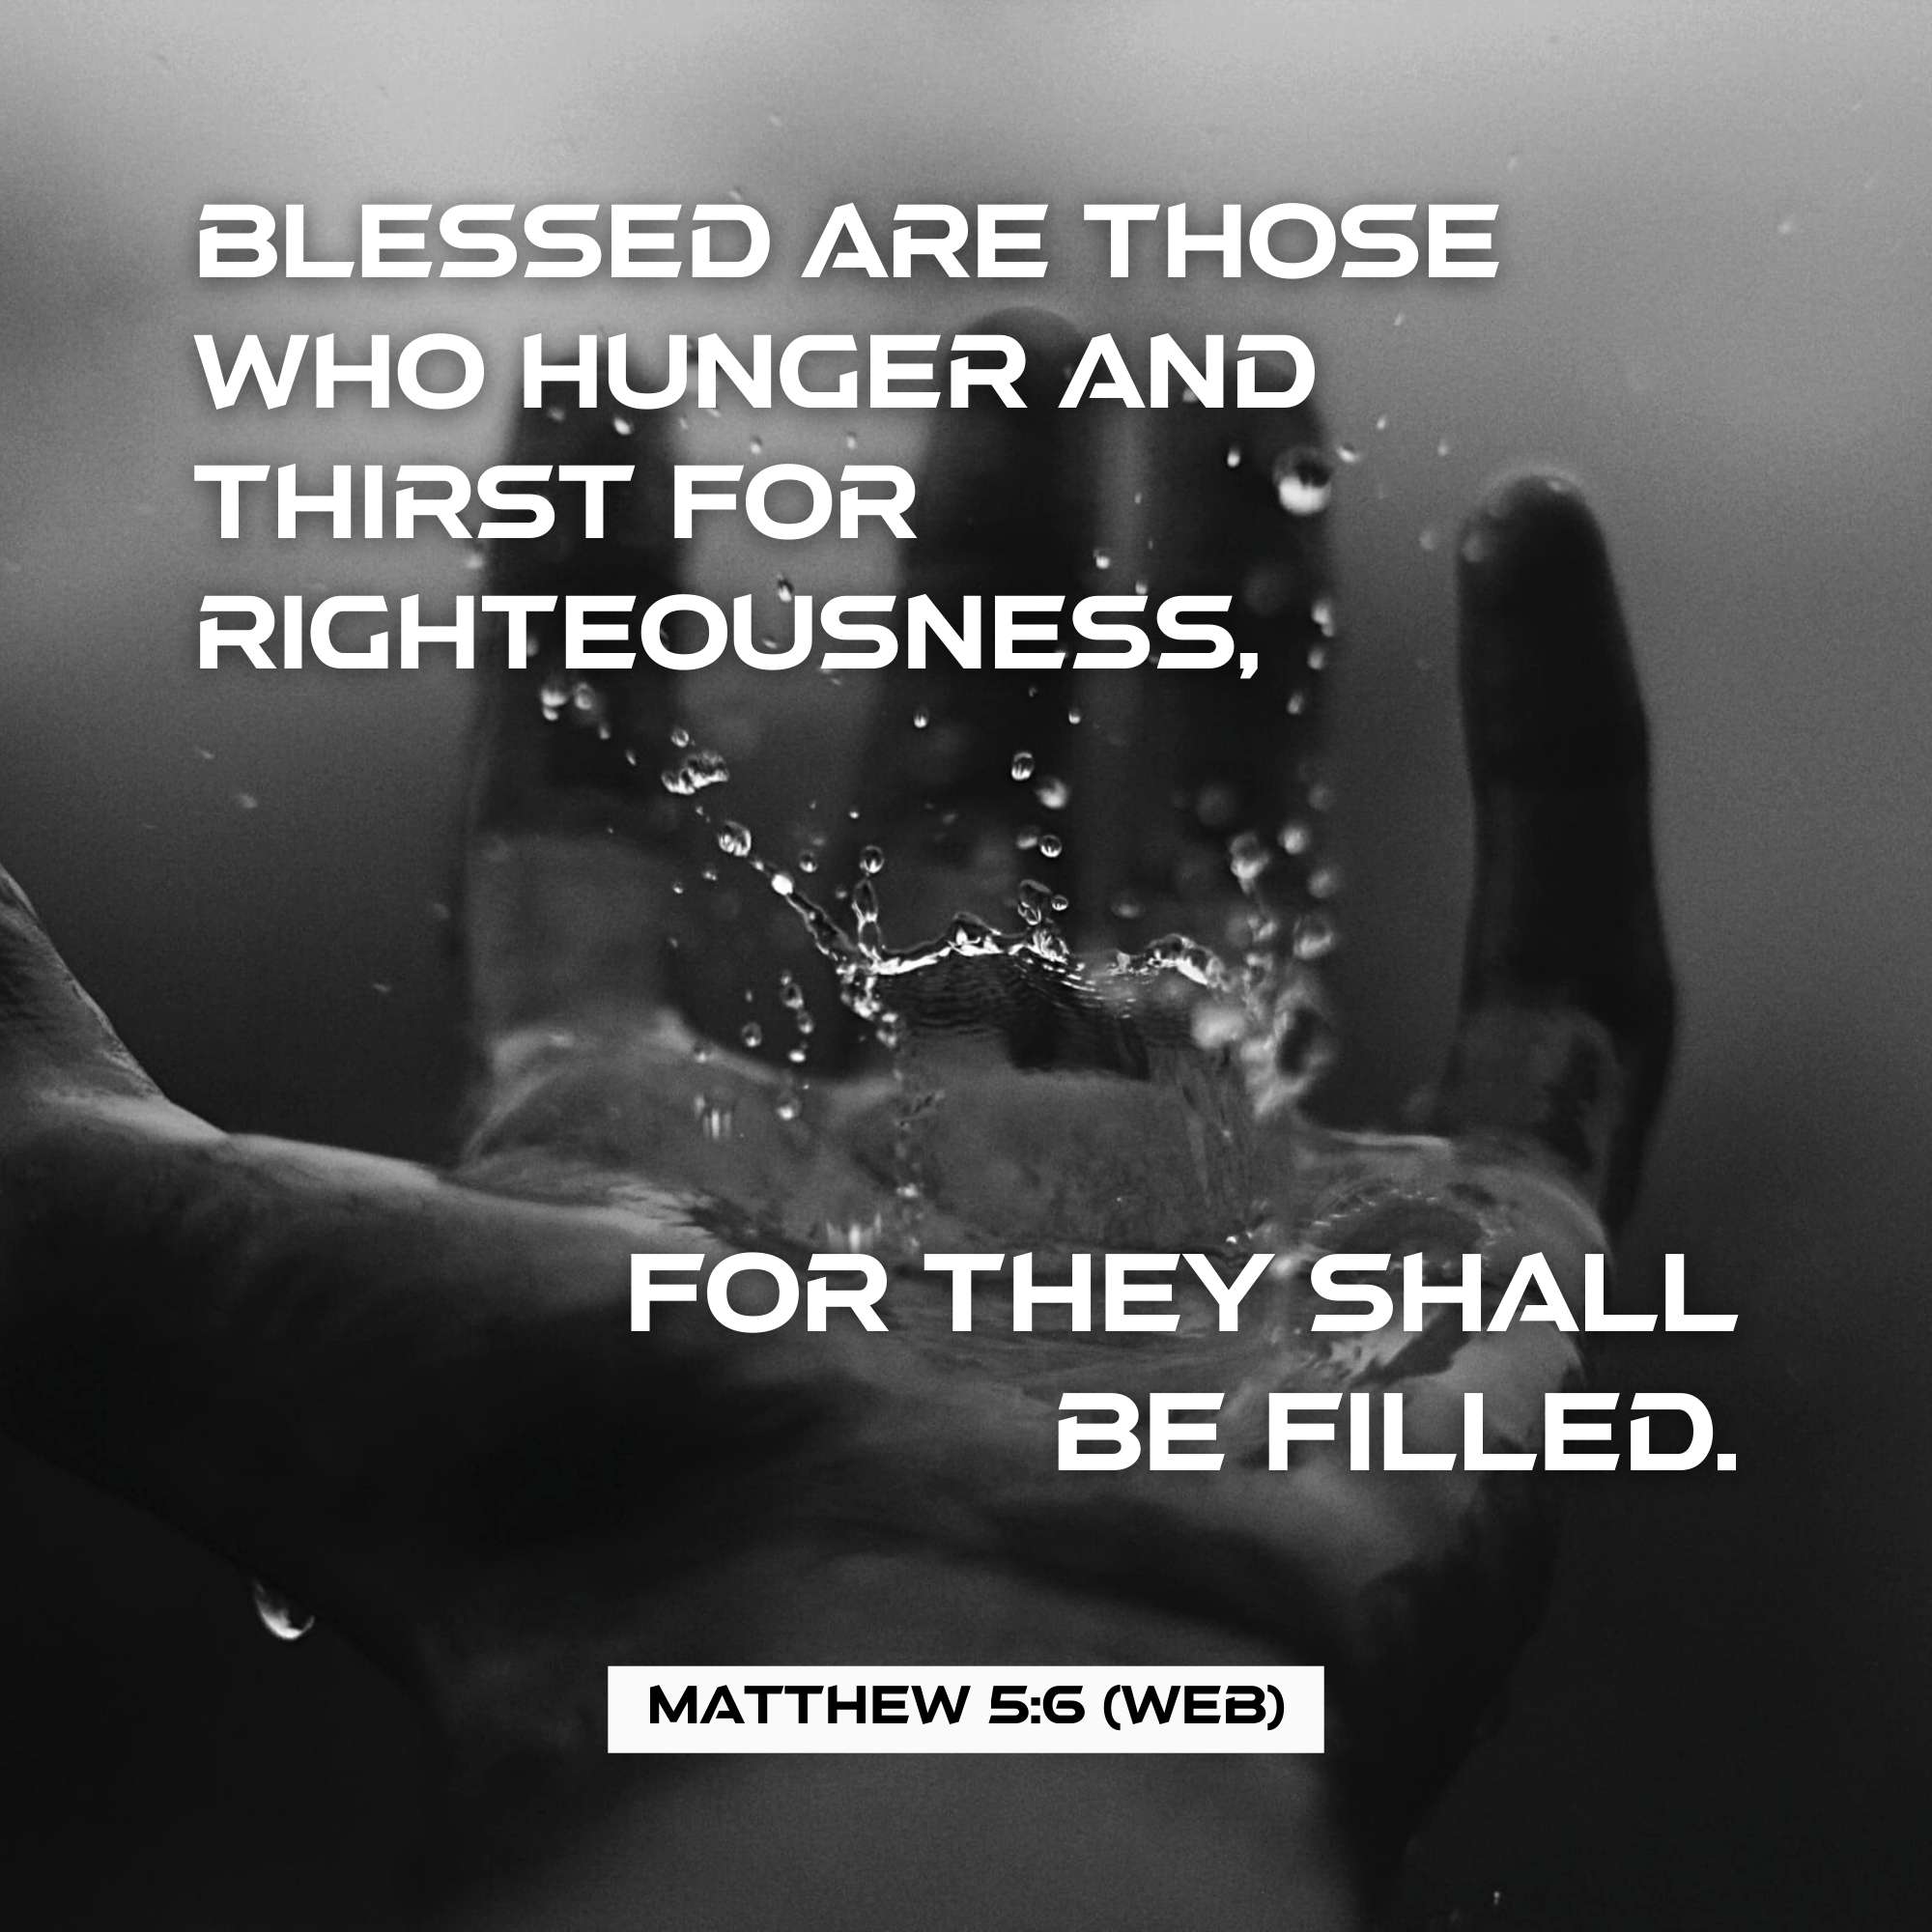 BLESSED ARE THOSE
WHO HUNGER AND
THIRST FOR
RIGHTEOUSNESS,
FOR THEY SHALL
BE FILLED.
MATTHEW 5:6 (WEB)